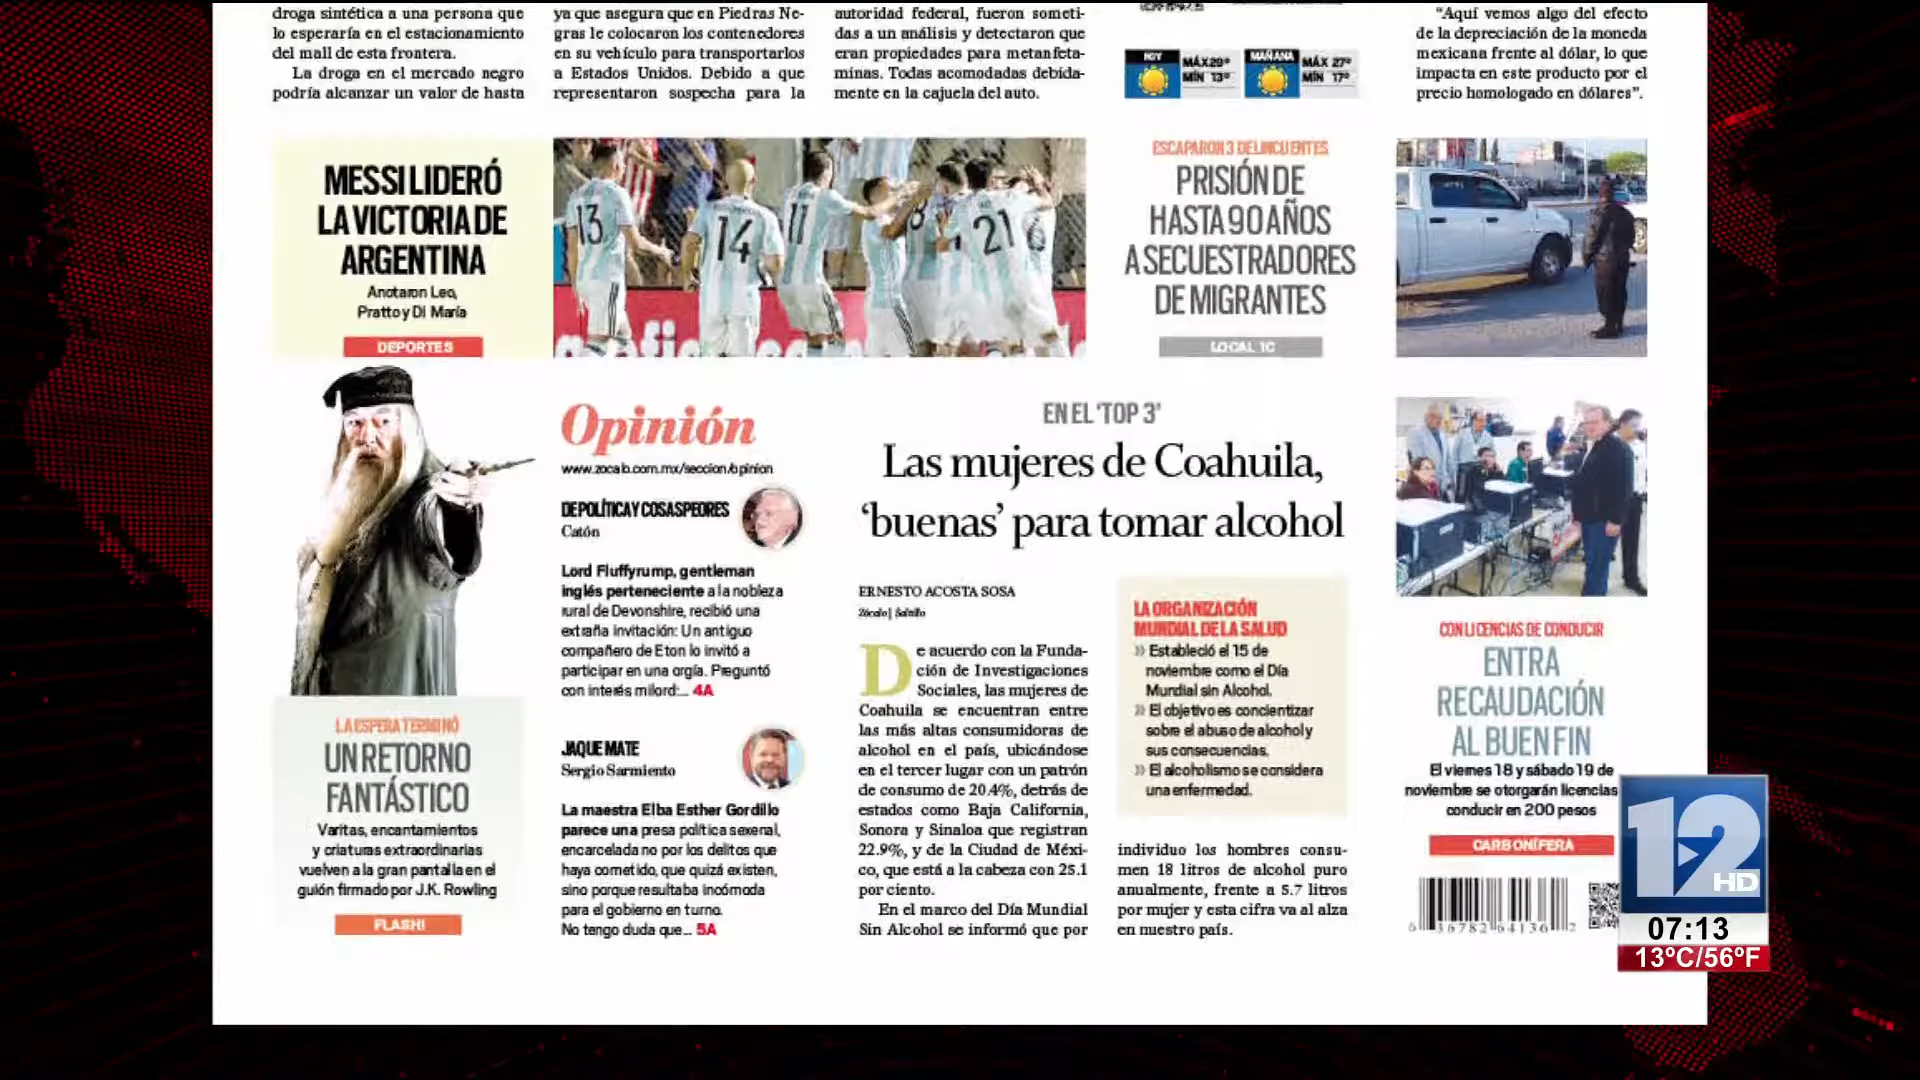 droga sintética a una persona que
lo esperaría en el estacionamiento
del mall de esta frontera.
La droga en el mercado negro
podría alcanzar un valor de hasta
ya que asegura que en Piedras Ne-
gras le colocaron los contenedores
en su vehículo para transportarlos
a Estados Unidos. Debido a que
representaron sospecha para la
autoridad federal, fueron someti-
das a un análisis y detectaron que
eran propiedades para metanfeta-
minas. Todas acomodadas debida-
mente en la cajuela del auto.
HOY
MÁX 29°
MÍN 13°
MAÑANA
MÁX 27°
MÍN 17°
"Aquí vemos algo del efecto
de la depreciación de la moneda
mexicana frente al dólar, lo que
impacta en este producto por el
precio homologado en dólares".
MESSI LIDERÓ
LA VICTORIA DE
ARGENTINA
Anotaron Leo,
Pratto y Di María
DEPORTES
13
14
11
21
ESCAPARON 3 DELINCUENTES
PRISIÓN DE
HASTA 90 AÑOS
A SECUESTRADORES
DE MIGRANTES
LOCAL 1C
LA ESPERA TERMINÓ
UN RETORNO
FANTÁSTICO
Varitas, encantamientos
y criaturas extraordinarias
vuelven a la gran pantalla en el
guión firmado por J.K. Rowling
FLASH!
Opinión
www.zocalo.com.mx/seccion/opinion
DE POLÍTICA Y COSAS PEORES
Catón
Lord Fluffyrump, gentleman
inglés perteneciente a la nobleza
rural de Devonshire, recibió una
extraña invitación: Un antiguo
compañero de Eton lo invitó a
participar en una orgía. Preguntó
con interés milord:... 4A
JAQUE MATE
Sergio Sarmiento
La maestra Elba Esther Gordillo
parece una presa política sexenal,
encarcelada no por los delitos que
haya cometido, que quizá existen,
sino porque resultaba incómoda
para el gobierno en turno.
No tengo duda que... 5A
EN EL 'TOP 3'
Las mujeres de Coahuila,
'buenas' para tomar alcohol
ERNESTO ACOSTA SOSA
Zócalo | Saltillo
De acuerdo con la Funda-
ción de Investigaciones
Sociales, las mujeres de
Coahuila se encuentran entre
las más altas consumidoras de
alcohol en el país, ubicándose
en el tercer lugar con un patrón
de consumo de 20.4%, detrás de
estados como Baja California,
Sonora y Sinaloa que registran
22.9%, y de la Ciudad de Méxi-
co, que está a la cabeza con 25.1
por ciento.
En el marco del Día Mundial
Sin Alcohol se informó que por
LA ORGANIZACIÓN
MUNDIAL DE LA SALUD
» Estableció el 15 de
noviembre como el Día
Mundial sin Alcohol.
» El objetivo es concientizar
sobre el abuso de alcohol y
sus consecuencias.
» El alcoholismo se considera
una enfermedad.
individuo los hombres consu-
men 18 litros de alcohol puro
anualmente, frente a 5.7 litros
por mujer y esta cifra va al alza
en nuestro país.
CON LICENCIAS DE CONDUCIR
ENTRA
RECAUDACIÓN
AL BUEN FIN
El viernes 18 y sábado 19 de
noviembre se otorgarán licencias
conducir en 200 pesos
CARBONÍFERA
6 36782 64136 2
12
HD
07:13
13ºC/56ºF